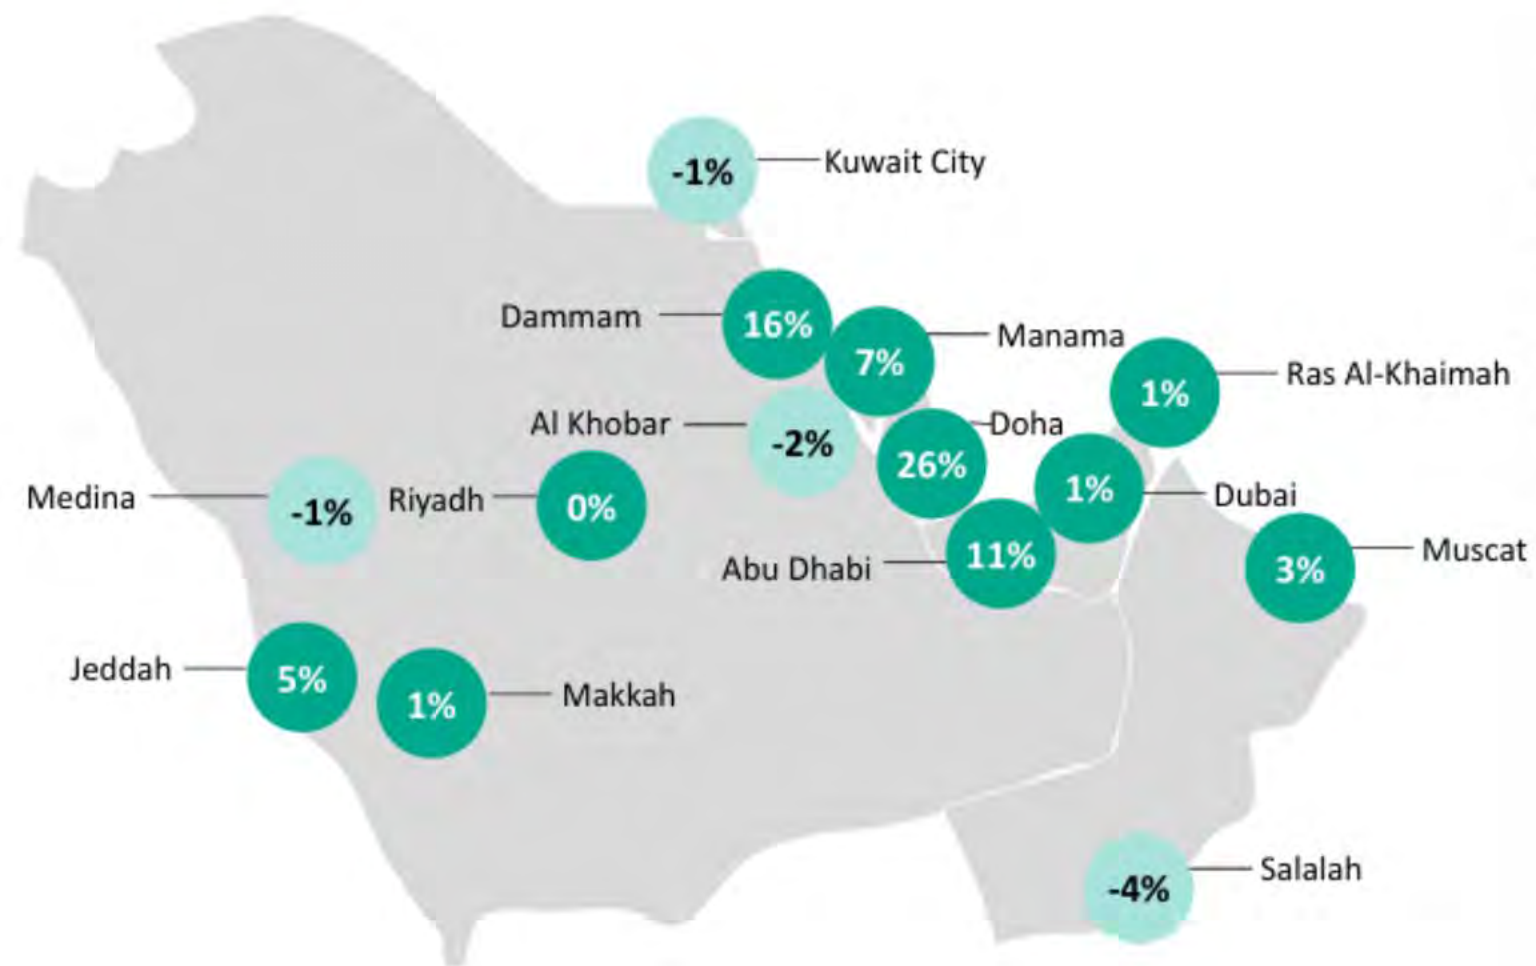 -1%
Kuwait City
Dammam
16%
7%
Manama
1%
Ras Al-Khaimah
Al Khobar
-2%
Doha
26%
1%
Dubai
Medina
-1%
Riyadh
0%
Abu Dhabi
11%
3%
Muscat
Jeddah
5%
1%
Makkah
-4%
Salalah